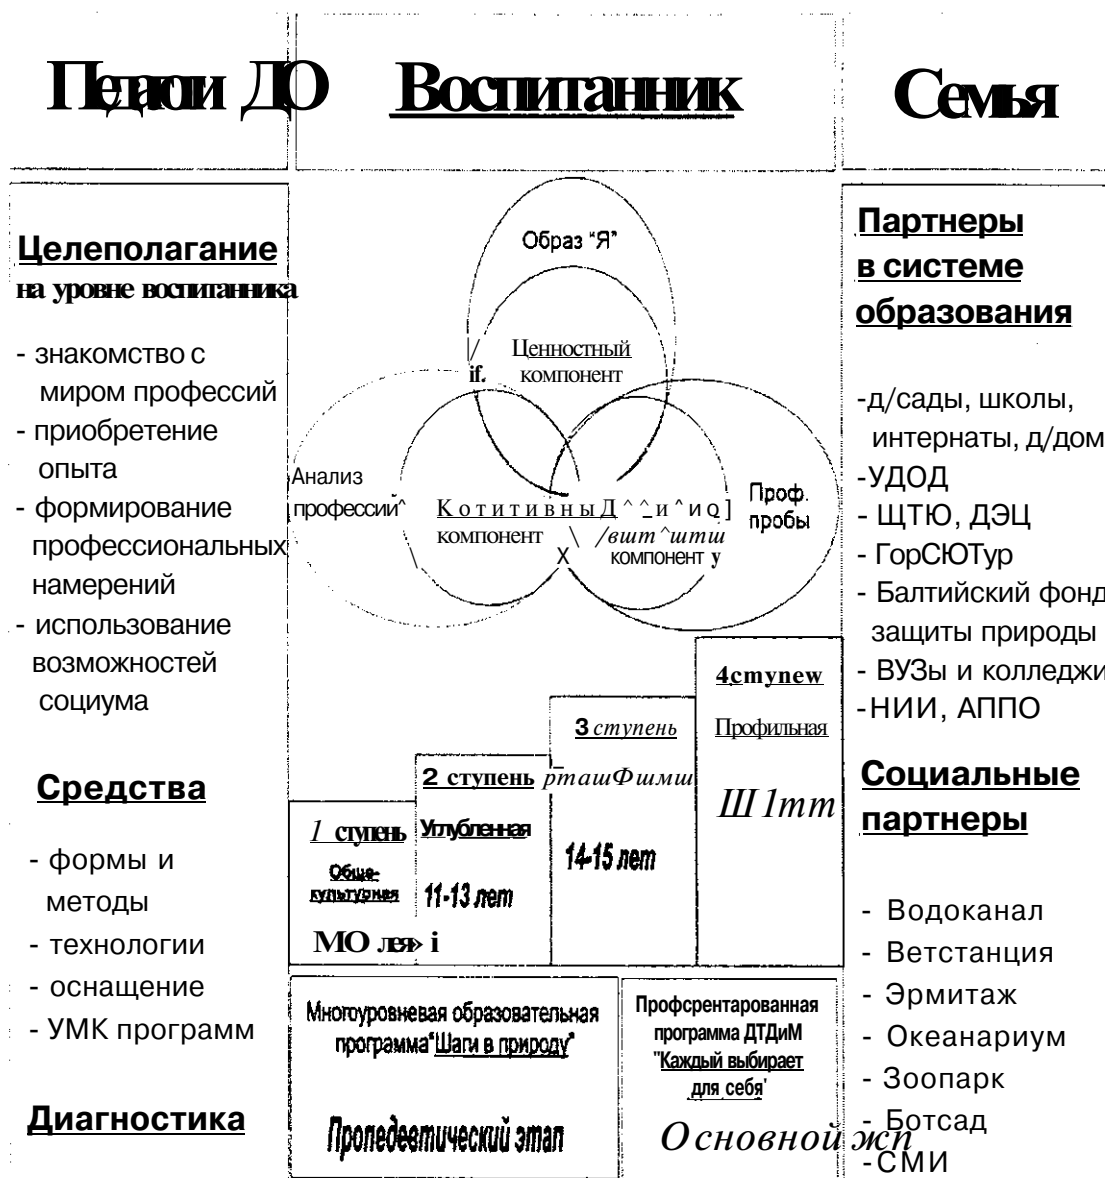 Педагоги ДО
Воспитанник
Семья
Целеполагание
на уровне воспитанника
- знакомство с
миром профессий
- приобретение
опыта
- формирование
профессиональных
намерений
- использование
возможностей
социума
Средства
- формы и
методы
- технологии
- оснащение
- УМК программ
Диагностика
Образ "Я"
Ценностный
компонент
Анализ
профессий
компонент
компонент
Проф.
пробы
1 ступень
Обще-
культурная
2 ступень
Углубленная
11-13 лет
3 ступень
14-15 лет
Профильная
Многоуровневая образовательная
программа "Шаги в природу"
Пропедевтический этап
Профсрентарованная
программа ДТДиМ
"Каждый выбирает
для себя'
Основной
Партнеры
в системе
образования
-д/сады, школы,
интернаты, д/дом
-УДОД
- ЩТЮ, ДЭЦ
- ГорСЮТур
- Балтийский фонд
защиты природы
- ВУЗы и колледжи
-НИИ, АППО
Социальные
партнеры
- Водоканал
- Ветстанция
- Эрмитаж
- Океанариум
- Зоопарк
- Ботсад
-СМИ